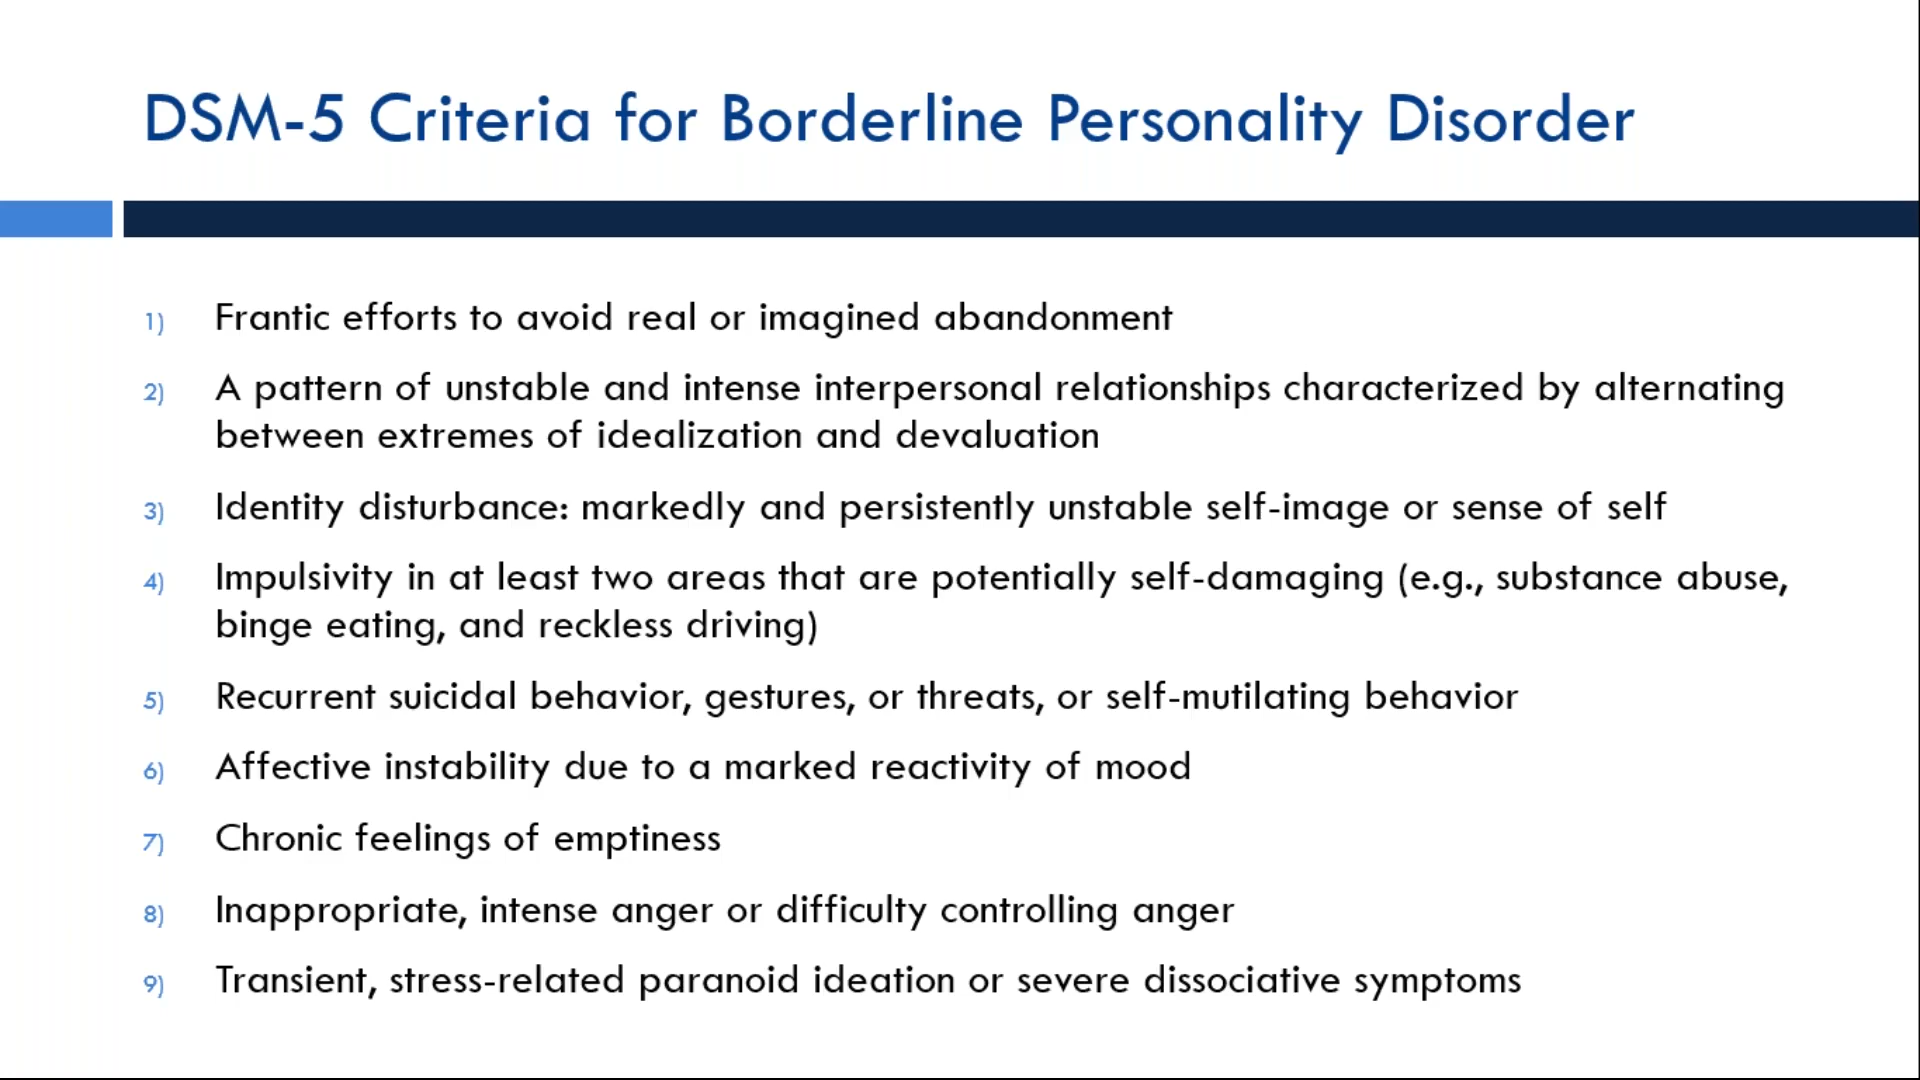 DSM-5 Criteria for Borderline Personality Disorder
1) Frantic efforts to avoid real or imagined abandonment
2) A pattern of unstable and intense interpersonal relationships characterized by alternating
between extremes of idealization and devaluation
3) Identity disturbance: markedly and persistently unstable self-image or sense of self
4) Impulsivity in at least two areas that are potentially self-damaging (e.g., substance abuse,
binge eating, and reckless driving)
5) Recurrent suicidal behavior, gestures, or threats, or self-mutilating behavior
6) Affective instability due to a marked reactivity of mood
7) Chronic feelings of emptiness
8) Inappropriate, intense anger or difficulty controlling anger
9) Transient, stress-related paranoid ideation or severe dissociative symptoms